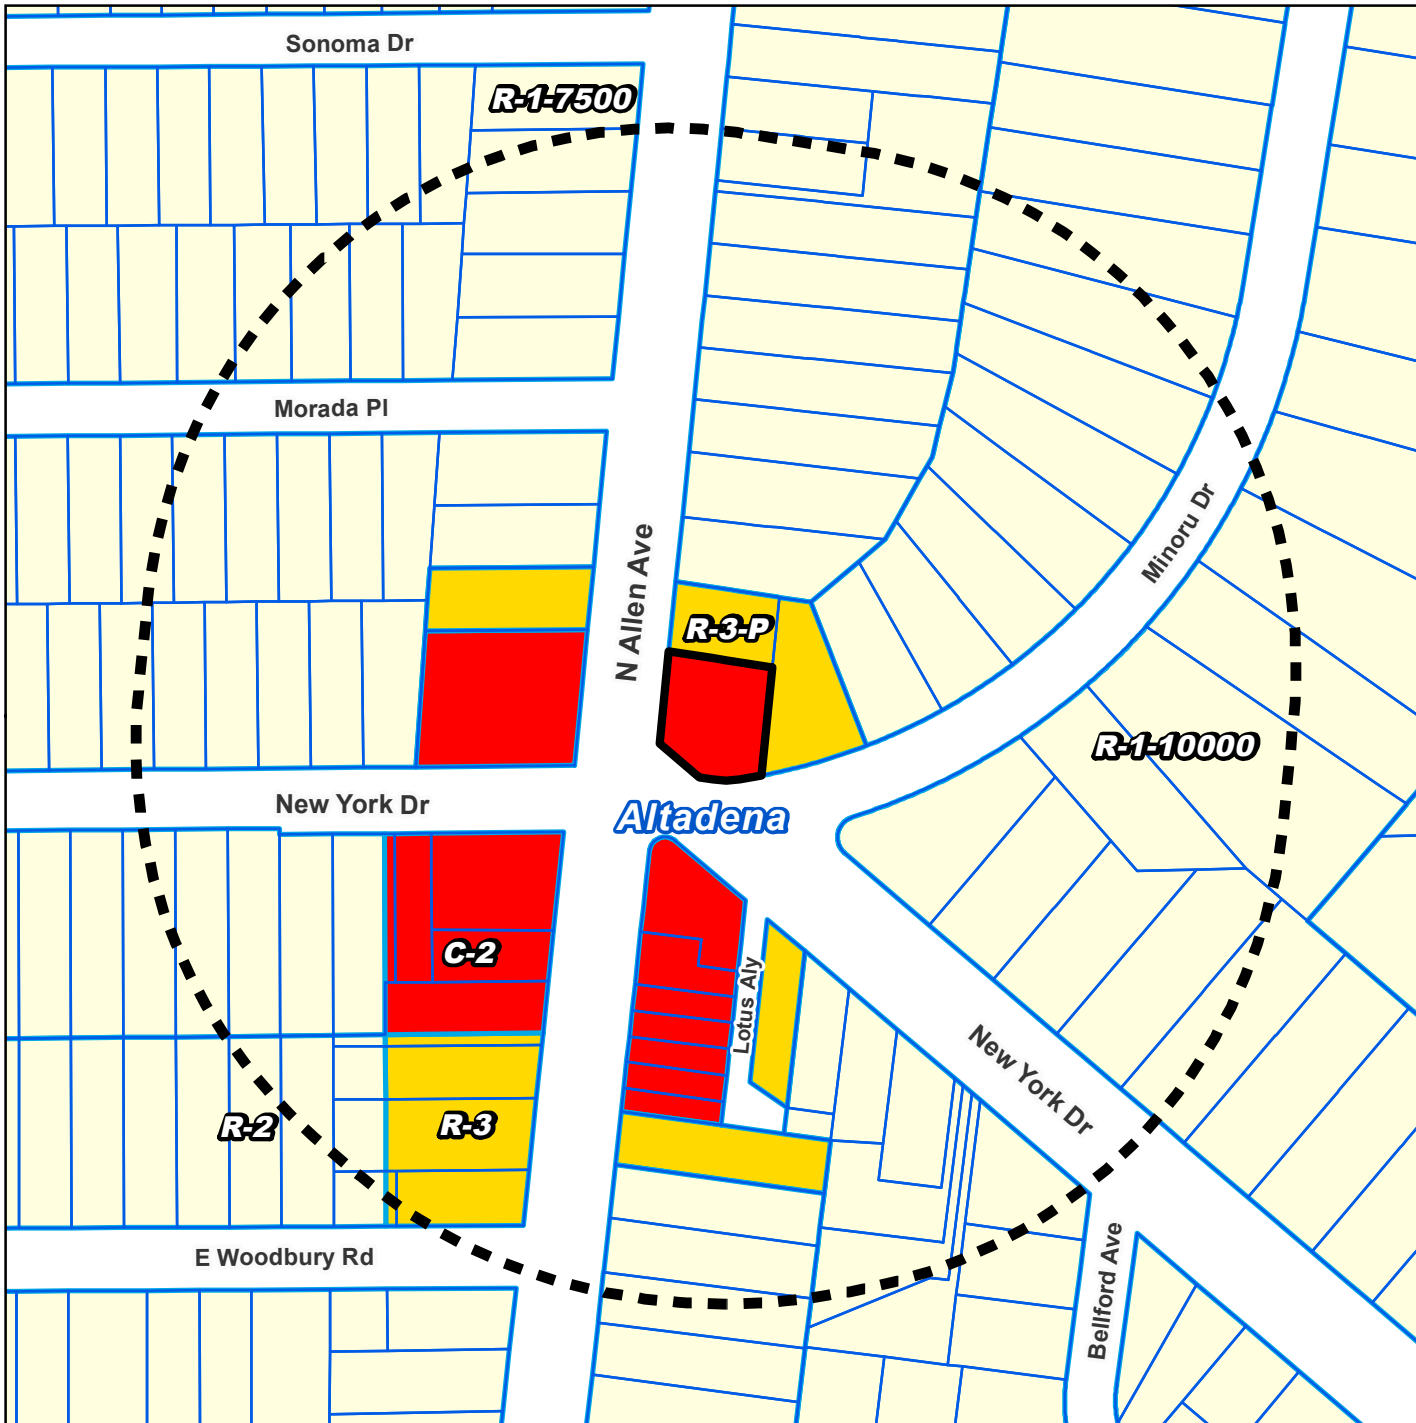 Sonoma Dr
R-1-7500
Morada Pl
N Allen Ave
Minoru Dr
R-3-P
R-1-10000
New York Dr
Altadena
C-2
Lotus Aly
New York Dr
R-2
R-3
E Woodbury Rd
Bellford Ave